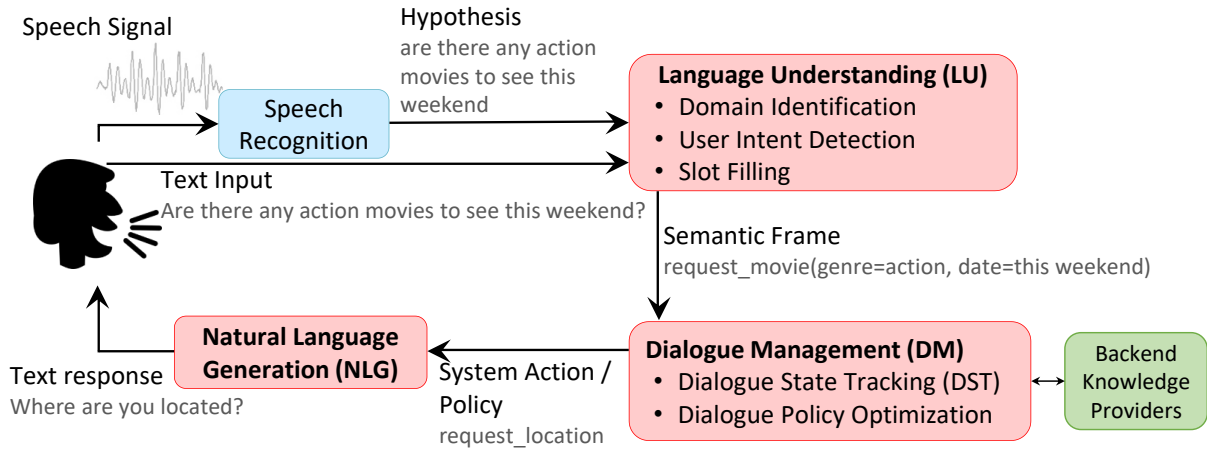 Speech Signal
Hypothesis
are there any action
movies to see this
weekend
Speech
Recognition
Language Understanding (LU)
• Domain Identification
• User Intent Detection
• Slot Filling
Text Input
Are there any action movies to see this weekend?
Semantic Frame
request_movie(genre=action, date=this weekend)
Natural Language
Generation (NLG)
Dialogue Management (DM)
• Dialogue State Tracking (DST)
• Dialogue Policy Optimization
Backend
Knowledge
Providers
Text response
Where are you located?
System Action /
Policy
request_location